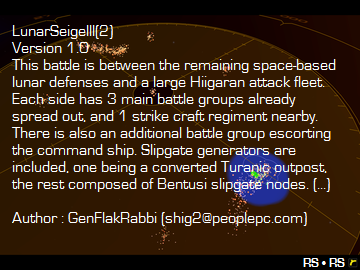 LunarSeigeIII(2)
Version 1.0
This battle is between the remaining space-based
lunar defenses and a large Hiigaran attack fleet.
Each side has 3 main battle groups already
spread out, and 1 strike craft regiment nearby.
There is also an additional battle group escorting
the command ship. Slipgate generators are
included, one being a converted Turanic outpost,
the rest composed of Bentusi slipgate nodes. (...)
Author : GenFlakRabbi (shig2@peoplepc.com)
RS • RS r